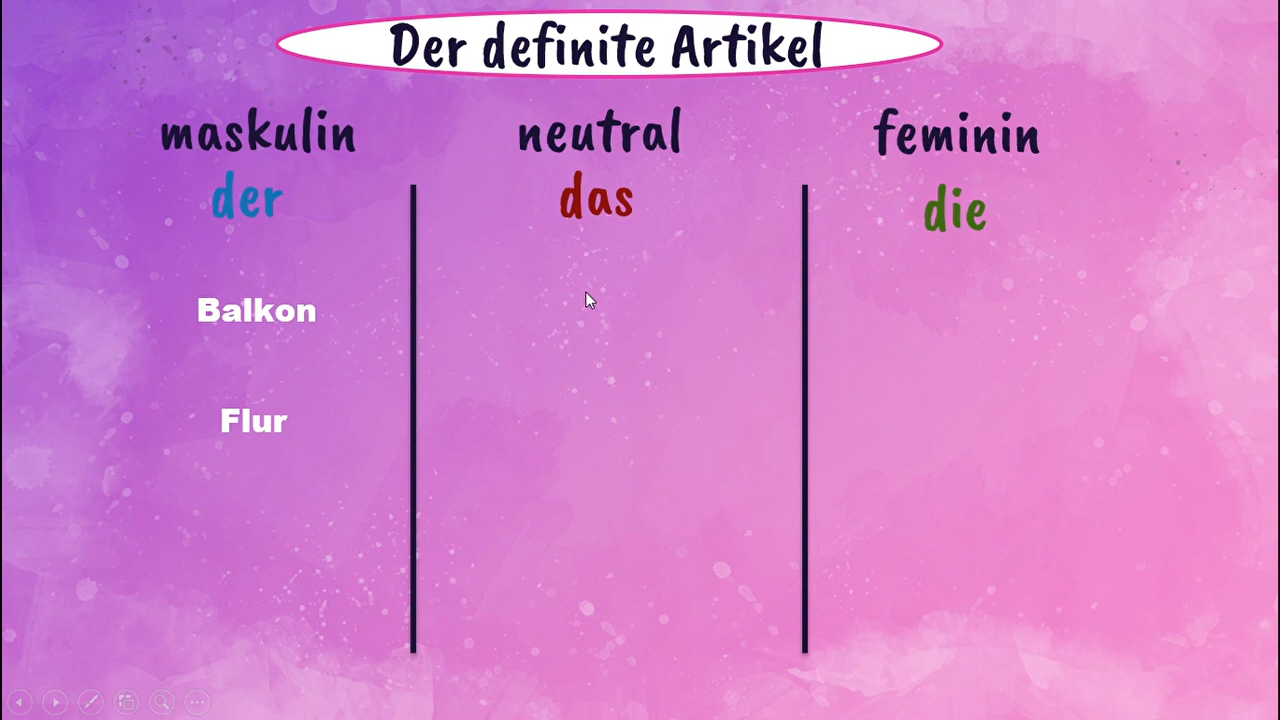 Der definite Artikel
maskulin neutral feminin
der das die
Balkon
Flur